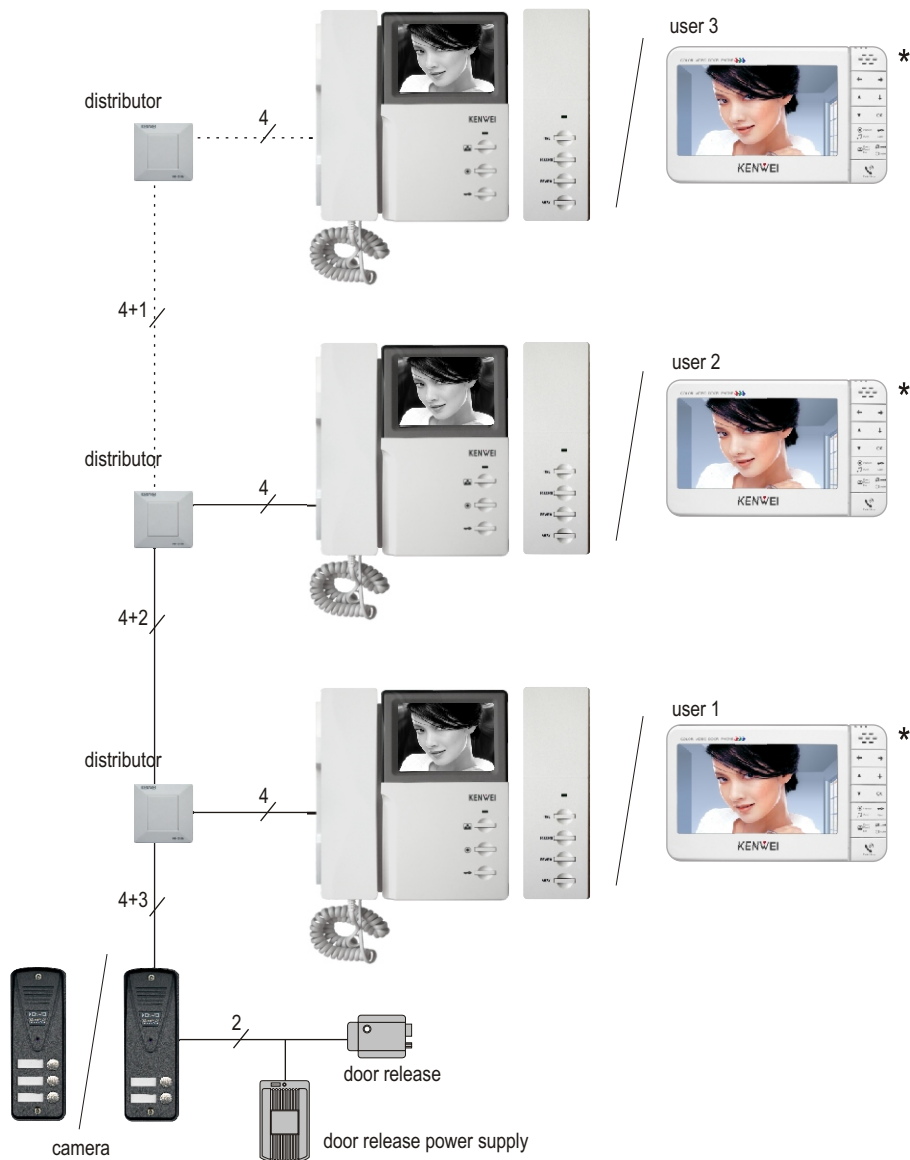 user 3
*
distributor
4
KENWEI
KENWEI
4+1
user 2
*
distributor
4
KENWEI
KENWEI
4+2
user 1
*
distributor
4
KENWEI
KENWEI
4+3
2
door release
door release power supply
camera